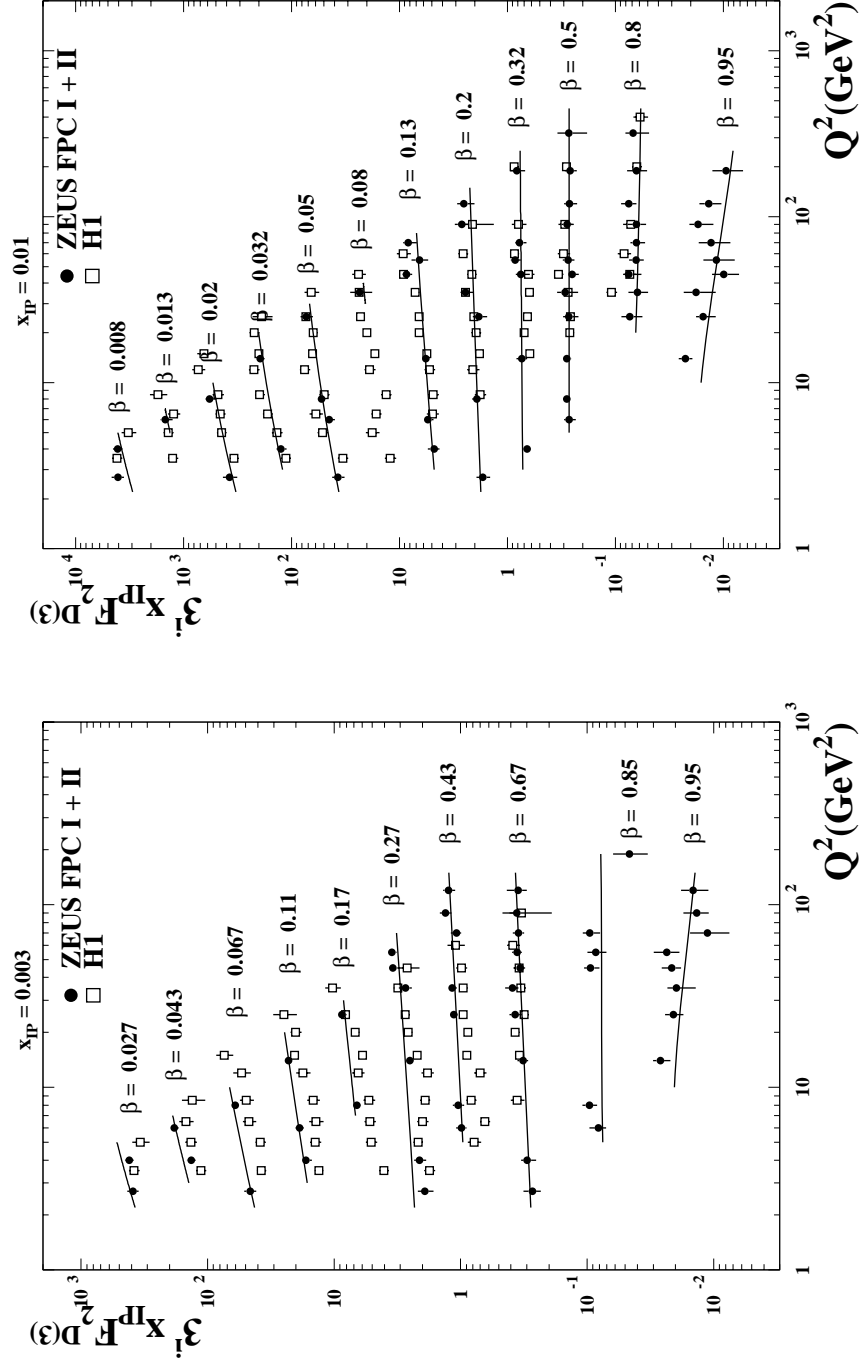 x_IP = 0.003
● ZEUS FPC I + II
□ H1
3^i x_IP F_2^D(3)
10^3
10^2
10
1
10^-1
10^-2
β = 0.027
β = 0.043
β = 0.067
β = 0.11
β = 0.17
β = 0.27
β = 0.43
β = 0.67
β = 0.85
β = 0.95
1
10
10^2
10^3
Q^2(GeV^2)
x_IP = 0.01
● ZEUS FPC I + II
□ H1
3^i x_IP F_2^D(3)
10^4
10^3
10^2
10
1
10^-1
10^-2
β = 0.008
β = 0.013
β = 0.02
β = 0.032
β = 0.05
β = 0.08
β = 0.13
β = 0.2
β = 0.32
β = 0.5
β = 0.8
β = 0.95
1
10
10^2
10^3
Q^2(GeV^2)